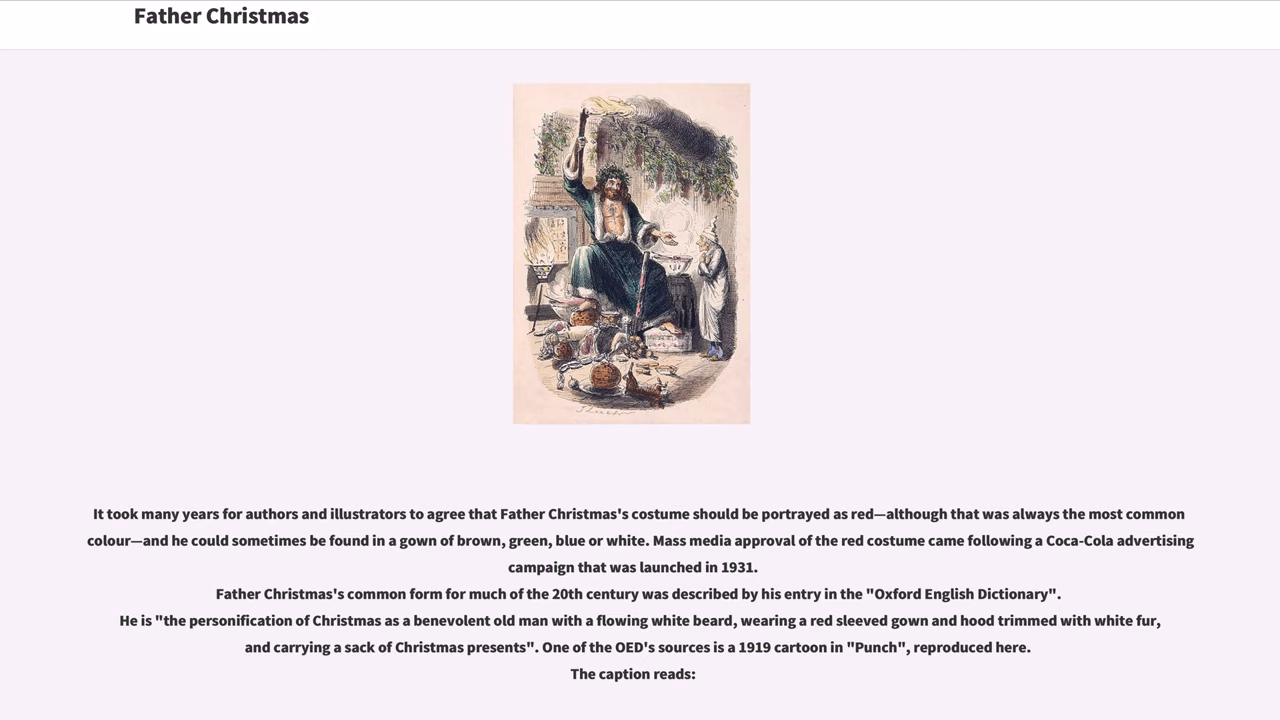 Father Christmas
It took many years for authors and illustrators to agree that Father Christmas's costume should be portrayed as red—although that was always the most common
colour—and he could sometimes be found in a gown of brown, green, blue or white. Mass media approval of the red costume came following a Coca-Cola advertising
campaign that was launched in 1931.
Father Christmas's common form for much of the 20th century was described by his entry in the "Oxford English Dictionary".
He is "the personification of Christmas as a benevolent old man with a flowing white beard, wearing a red sleeved gown and hood trimmed with white fur,
and carrying a sack of Christmas presents". One of the OED's sources is a 1919 cartoon in "Punch", reproduced here.
The caption reads: